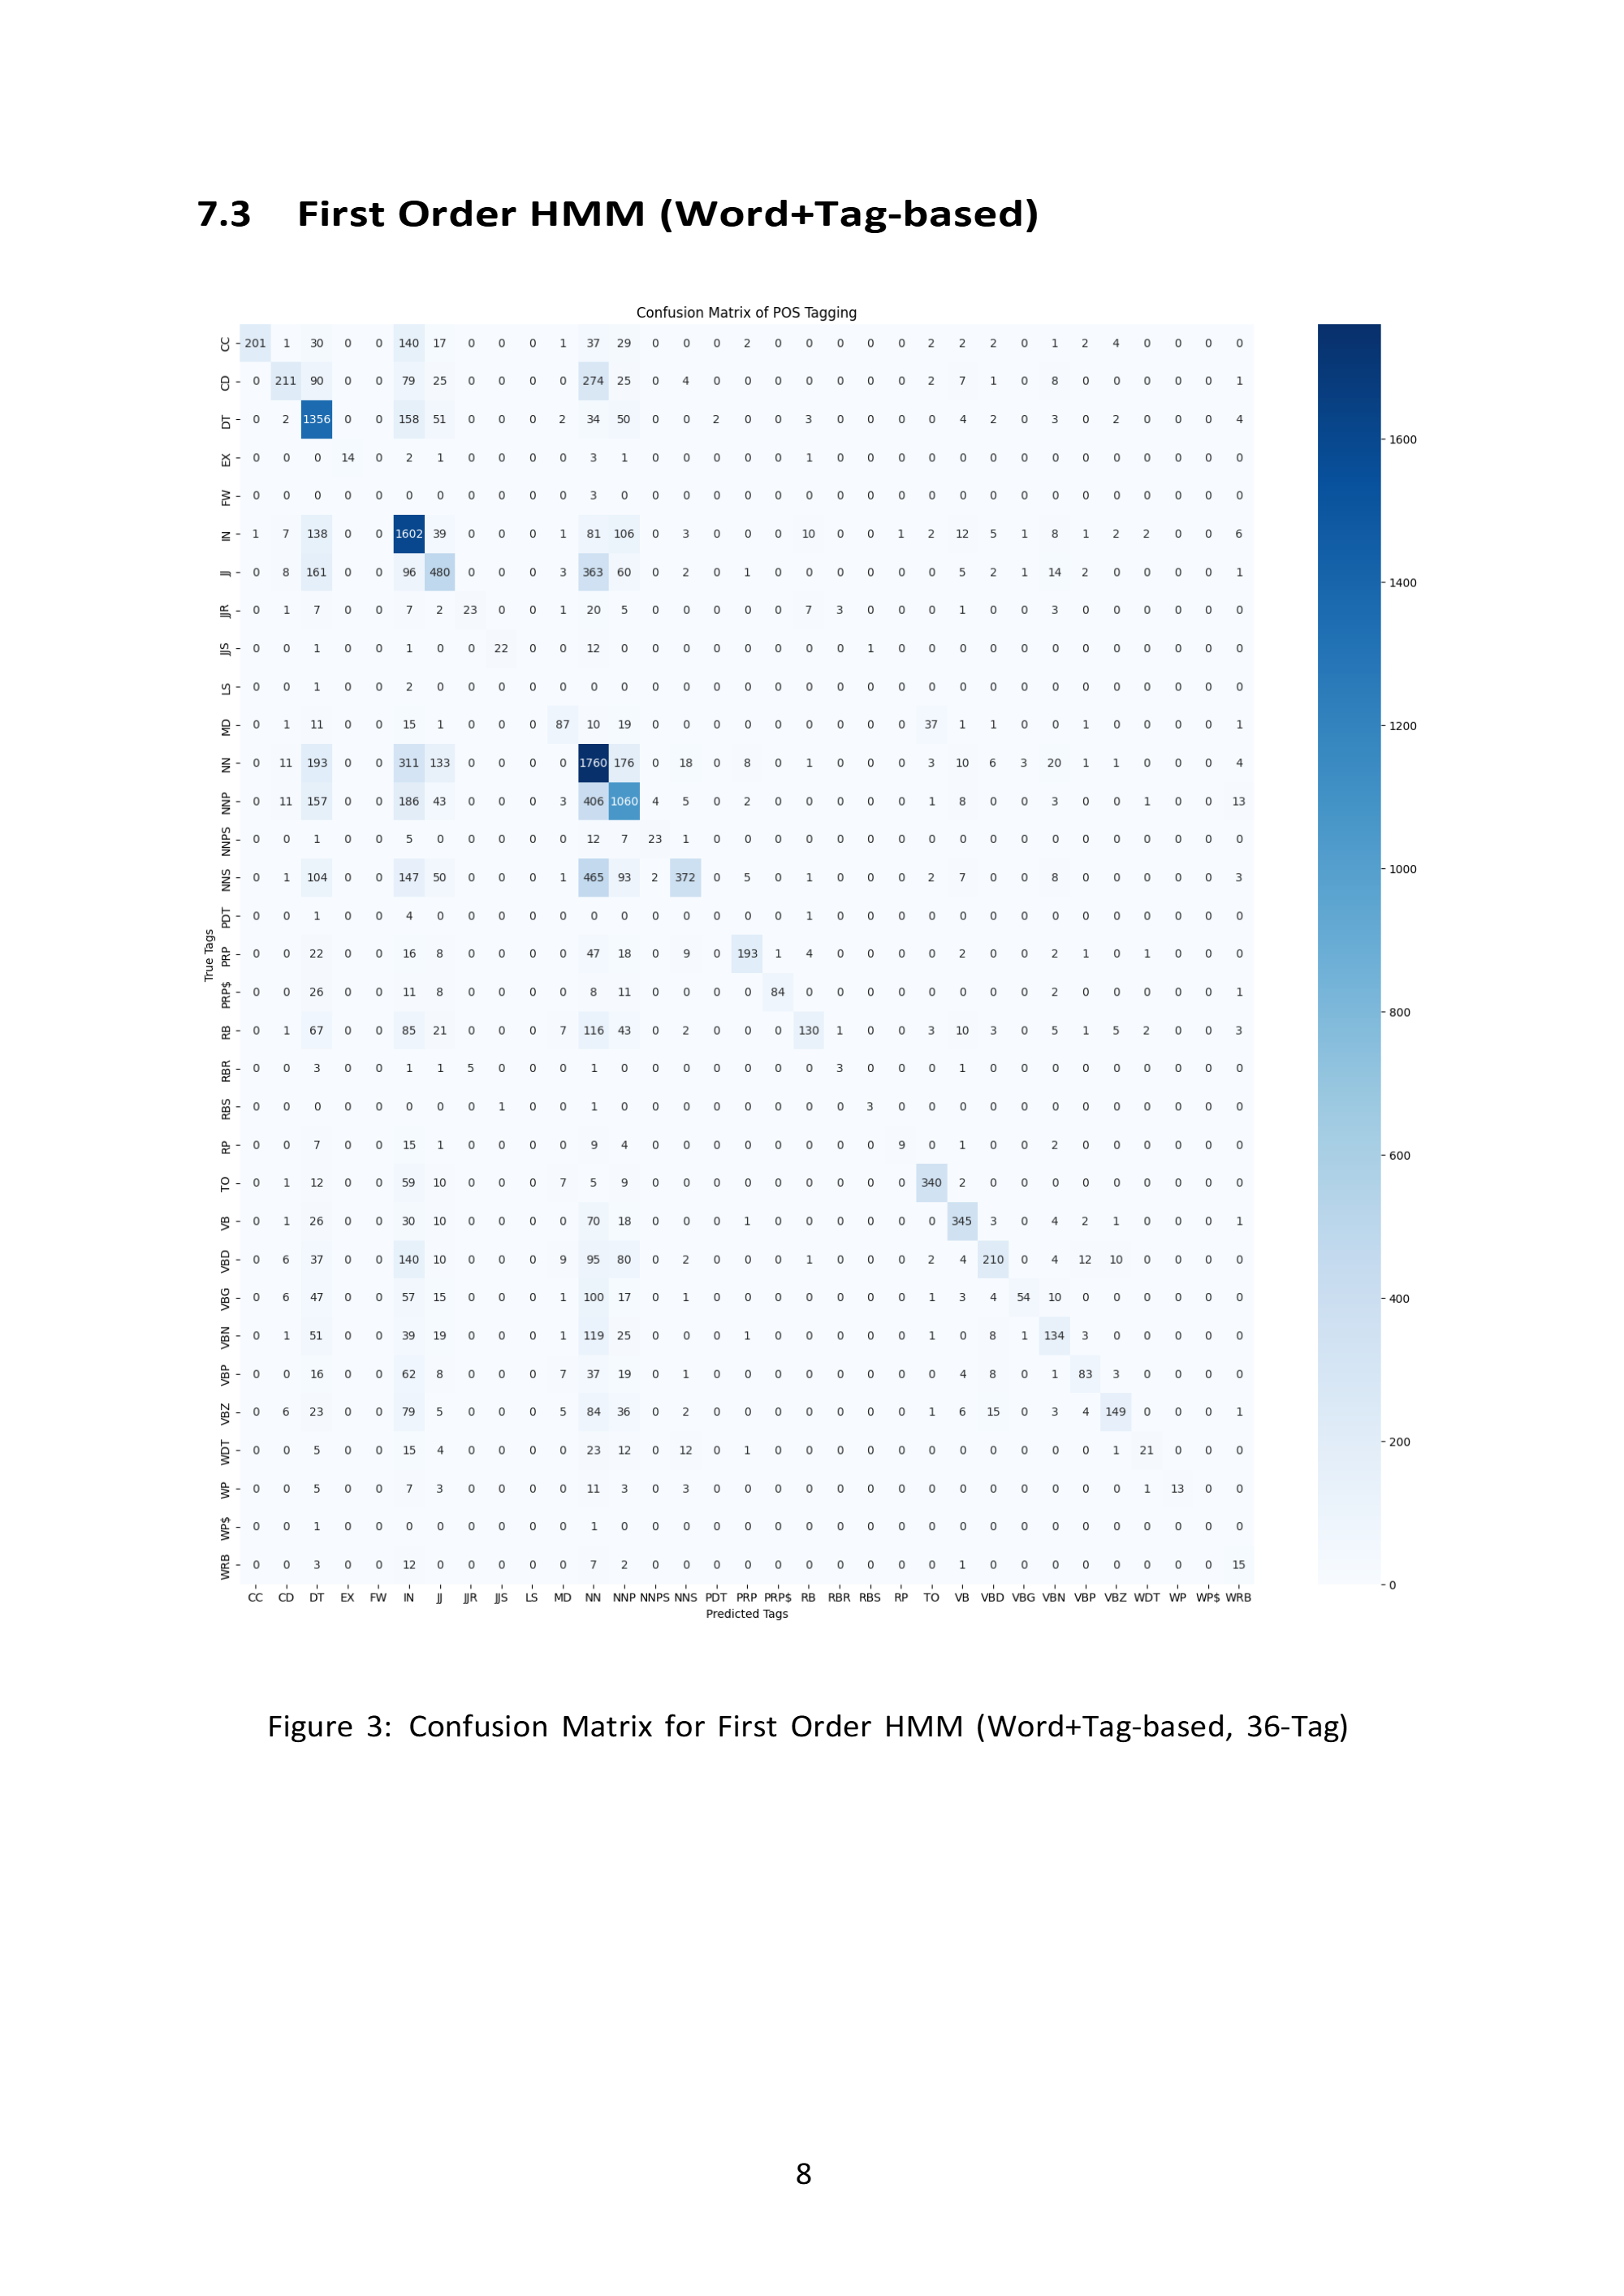 7.3 First Order HMM (Word+Tag-based)
Confusion Matrix of POS Tagging
CC 201 1 30 0 0 140 17 0 0 0 1 37 29 0 0 0 2 0 0 0 0 0 2 2 2 0 1 2 4 0 0 0 0
CD 0 211 90 0 0 79 25 0 0 0 0 274 25 0 4 0 0 0 0 0 0 0 2 7 1 0 8 0 0 0 0 0 1
DT 0 2 1356 0 0 158 51 0 0 0 2 34 50 0 0 2 0 0 3 0 0 0 0 4 2 0 3 0 2 0 0 0 4
EX 0 0 0 14 0 2 1 0 0 0 0 3 1 0 0 0 0 0 1 0 0 0 0 0 0 0 0 0 0 0 0 0 0
FW 0 0 0 0 0 0 0 0 0 0 0 3 0 0 0 0 0 0 0 0 0 0 0 0 0 0 0 0 0 0 0 0 0
IN 1 7 138 0 0 1602 39 0 0 0 1 81 106 0 3 0 0 0 10 0 0 1 2 12 5 1 8 1 2 2 0 0 6
JJ 0 8 161 0 0 96 480 0 0 0 3 363 60 0 2 0 1 0 0 0 0 0 0 5 2 1 14 2 0 0 0 0 1
JJR 0 1 7 0 0 7 2 23 0 0 1 20 5 0 0 0 0 0 7 3 0 0 0 1 0 0 3 0 0 0 0 0 0
JJS 0 0 1 0 0 1 0 0 22 0 0 12 0 0 0 0 0 0 0 0 1 0 0 0 0 0 0 0 0 0 0 0 0
LS 0 0 1 0 0 2 0 0 0 0 0 0 0 0 0 0 0 0 0 0 0 0 0 0 0 0 0 0 0 0 0 0 0
MD 0 1 11 0 0 15 1 0 0 0 87 10 19 0 0 0 0 0 0 0 0 0 37 1 1 0 0 1 0 0 0 0 1
NN 0 11 193 0 0 311 133 0 0 0 0 1760 176 0 18 0 8 0 1 0 0 0 3 10 6 3 20 1 1 0 0 0 4
NNP 0 11 157 0 0 186 43 0 0 0 3 406 1060 4 5 0 2 0 0 0 0 0 1 8 0 0 3 0 0 1 0 0 13
NNPS 0 0 1 0 0 5 0 0 0 0 0 12 7 23 1 0 0 0 0 0 0 0 0 0 0 0 0 0 0 0 0 0 0
NNS 0 1 104 0 0 147 50 0 0 0 1 465 93 2 372 0 5 0 1 0 0 0 2 7 0 0 8 0 0 0 0 0 3
PDT 0 0 1 0 0 4 0 0 0 0 0 0 0 0 0 0 0 0 1 0 0 0 0 0 0 0 0 0 0 0 0 0 0
PRP 0 0 22 0 0 16 8 0 0 0 0 47 18 0 9 0 193 1 4 0 0 0 0 2 0 0 2 1 0 1 0 0 0
PRP$ 0 0 26 0 0 11 8 0 0 0 0 8 11 0 0 0 0 84 0 0 0 0 0 0 0 0 2 0 0 0 0 0 1
RB 0 1 67 0 0 85 21 0 0 0 7 116 43 0 2 0 0 0 130 1 0 0 3 10 3 0 5 1 5 2 0 0 3
RBR 0 0 3 0 0 1 1 5 0 0 0 1 0 0 0 0 0 0 0 3 0 0 0 1 0 0 0 0 0 0 0 0 0
RBS 0 0 0 0 0 0 0 0 1 0 0 1 0 0 0 0 0 0 0 0 3 0 0 0 0 0 0 0 0 0 0 0 0
RP 0 0 7 0 0 15 1 0 0 0 0 9 4 0 0 0 0 0 0 0 0 9 0 1 0 0 2 0 0 0 0 0 0
TO 0 1 12 0 0 59 10 0 0 0 7 5 9 0 0 0 0 0 0 0 0 0 340 2 0 0 0 0 0 0 0 0 0
VB 0 1 26 0 0 30 10 0 0 0 0 70 18 0 0 0 1 0 0 0 0 0 0 345 3 0 4 2 1 0 0 0 1
VBD 0 6 37 0 0 140 10 0 0 0 9 95 80 0 2 0 0 0 1 0 0 0 2 4 210 0 4 12 10 0 0 0 0
VBG 0 6 47 0 0 57 15 0 0 0 1 100 17 0 1 0 0 0 0 0 0 0 1 3 4 54 10 0 0 0 0 0 0
VBN 0 1 51 0 0 39 19 0 0 0 1 119 25 0 0 0 1 0 0 0 0 0 1 0 8 1 134 3 0 0 0 0 0
VBP 0 0 16 0 0 62 8 0 0 0 7 37 19 0 1 0 0 0 0 0 0 0 0 4 8 0 1 83 3 0 0 0 0
VBZ 0 6 23 0 0 79 5 0 0 0 5 84 36 0 2 0 0 0 0 0 0 0 1 6 15 0 3 4 149 0 0 0 1
WDT 0 0 5 0 0 15 4 0 0 0 0 23 12 0 12 0 1 0 0 0 0 0 0 0 0 0 0 0 1 21 0 0 0
WP 0 0 5 0 0 7 3 0 0 0 0 11 3 0 3 0 0 0 0 0 0 0 0 0 0 0 0 0 0 1 13 0 0
WP$ 0 0 1 0 0 0 0 0 0 0 0 1 0 0 0 0 0 0 0 0 0 0 0 0 0 0 0 0 0 0 0 0 0
WRB 0 0 3 0 0 12 0 0 0 0 0 7 2 0 0 0 0 0 0 0 0 0 0 1 0 0 0 0 0 0 0 0 15
CC CD DT EX FW IN JJ JJR JJS LS MD NN NNP NNPS NNS PDT PRP PRP$ RB RBR RBS RP TO VB VBD VBG VBN VBP VBZ WDT WP WP$ WRB
Predicted Tags
True Tags
1600
1400
1200
1000
800
600
400
200
0
Figure 3: Confusion Matrix for First Order HMM (Word+Tag-based, 36-Tag)
8